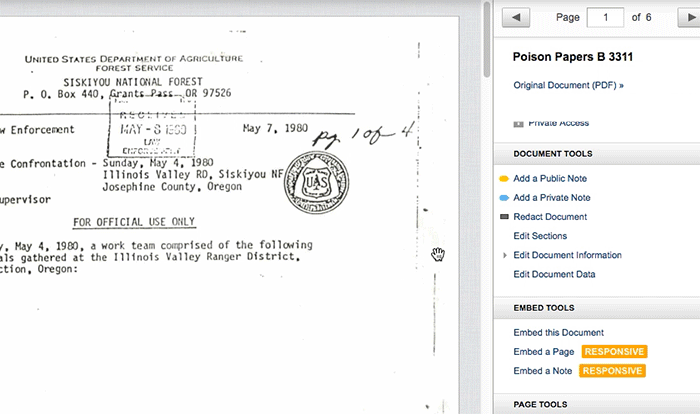 UNITED STATES DEPARTMENT OF AGRICULTURE
FOREST SERVICE
SISKIYOU NATIONAL FOREST
P. O. Box 440, Grants Pass, OR 97526
RECEIVED
w Enforcement
MAY - 8 1980
May 7, 1980
pg 1 of 4
LAW
ENFORCEMENT
e Confrontation - Sunday, May 4, 1980
Illinois Valley RD, Siskiyou NF
Josephine County, Oregon
upervisor
UAS
FOR OFFICIAL USE ONLY
y, May 4, 1980, a work team comprised of the following
als gathered at the Illinois Valley Ranger District,
ction, Oregon:
Page 1 of 6
Poison Papers B 3311
Original Document (PDF) »
Private Access
DOCUMENT TOOLS
Add a Public Note
Add a Private Note
Redact Document
Edit Sections
Edit Document Information
Edit Document Data
EMBED TOOLS
Embed this Document
Embed a Page RESPONSIVE
Embed a Note RESPONSIVE
PAGE TOOLS